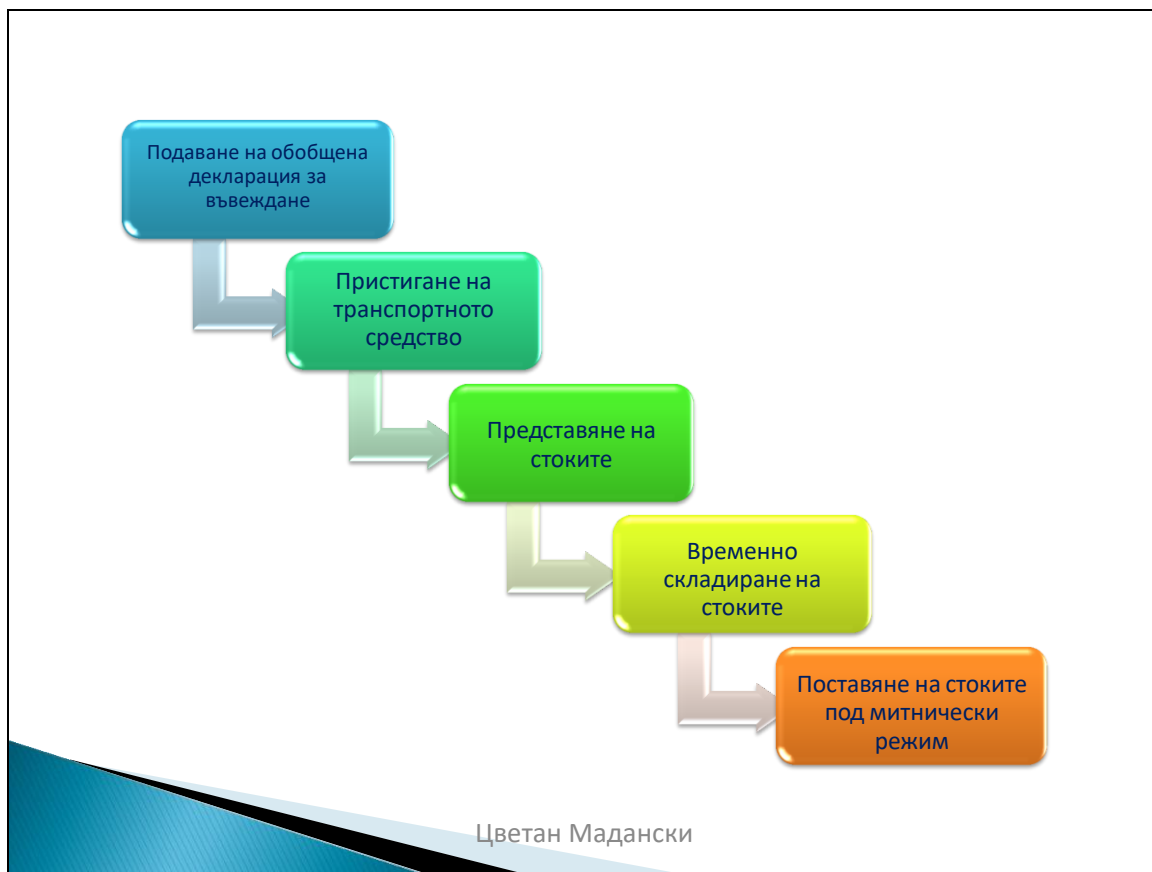 Подаване на обобщена
декларация за
въвеждане
Пристигане на
транспортното
средство
Представяне на
стоките
Временно
складиране на
стоките
Поставяне на стоките
под митнически
режим
Цветан Мадански